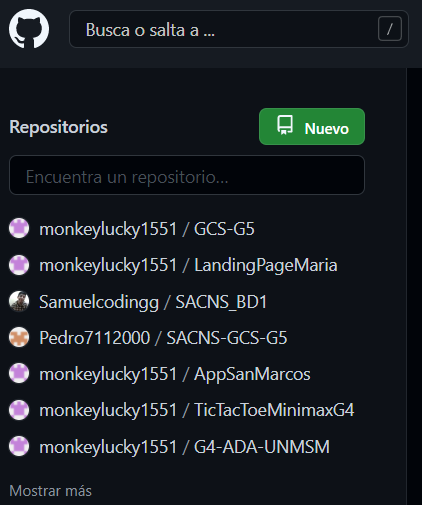 Busca o salta a ... /
Repositorios
Nuevo
Encuentra un repositorio...
monkeylucky1551 / GCS-G5
monkeylucky1551 / LandingPageMaria
Samuelcodingg / SACNS_BD1
Pedro7112000 / SACNS-GCS-G5
monkeylucky1551 / AppSanMarcos
monkeylucky1551 / TicTacToeMinimaxG4
monkeylucky1551 / G4-ADA-UNMSM
Mostrar más